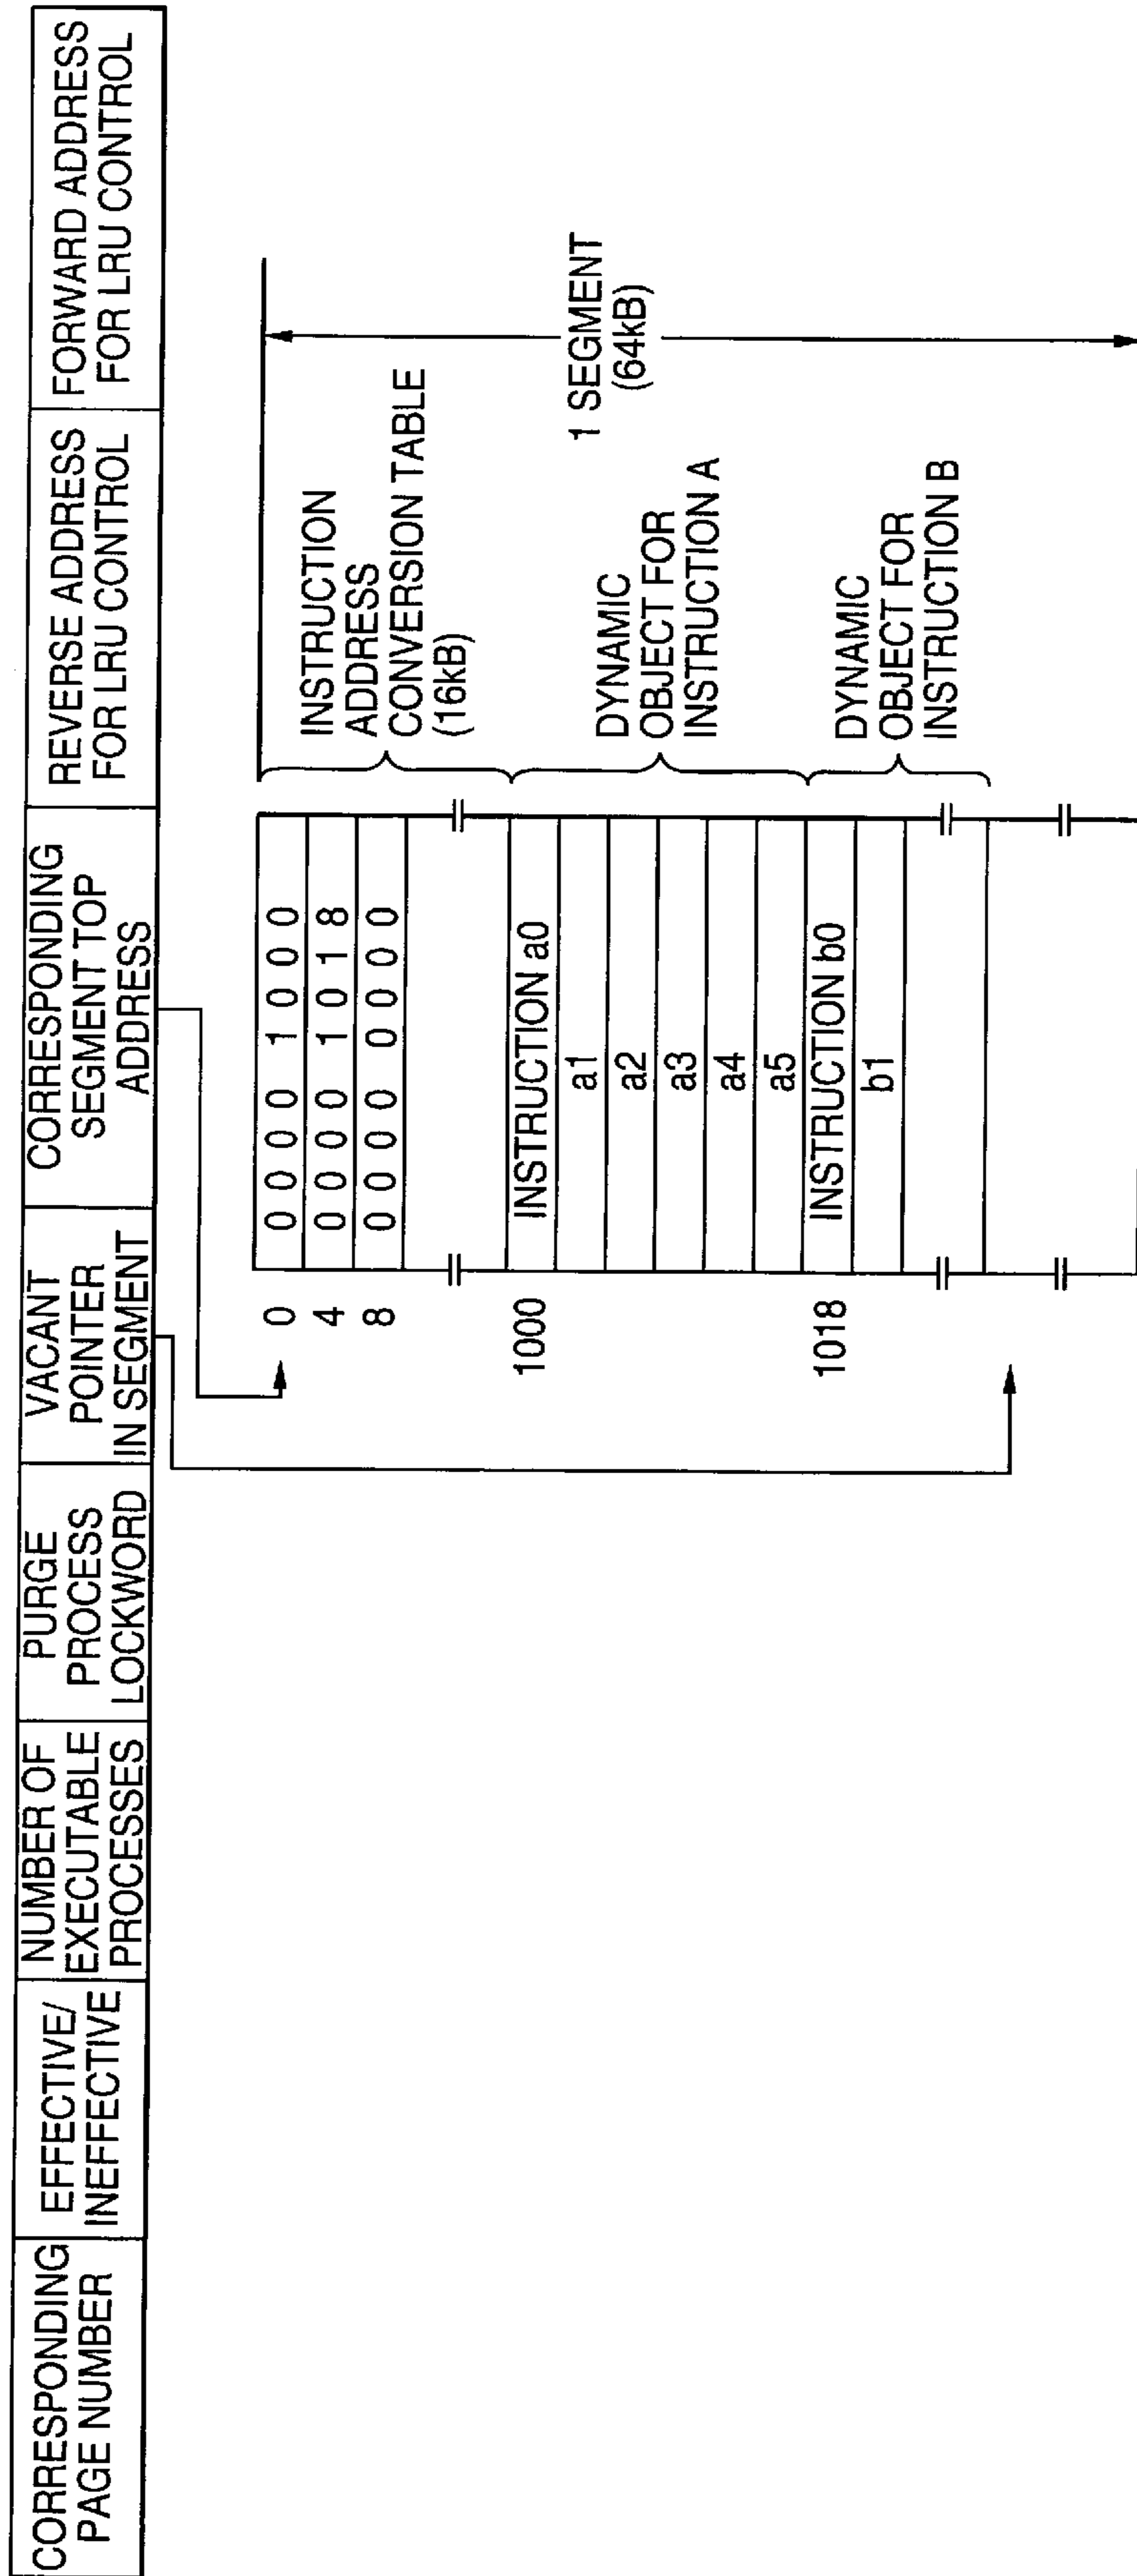 CORRESPONDING
PAGE NUMBER
EFFECTIVE/
INEFFECTIVE
NUMBER OF
EXECUTABLE
PROCESSES
PURGE
PROCESS
LOCKWORD
VACANT
POINTER
IN SEGMENT
CORRESPONDING
SEGMENT TOP
ADDRESS
REVERSE ADDRESS
FOR LRU CONTROL
FORWARD ADDRESS
FOR LRU CONTROL
0 0000 1000
4 0000 1018
8 0000 0000
1000 INSTRUCTION a0
a1
a2
a3
a4
a5
1018 INSTRUCTION b0
b1
INSTRUCTION
ADDRESS
CONVERSION TABLE
(16kB)
DYNAMIC
OBJECT FOR
INSTRUCTION A
DYNAMIC
OBJECT FOR
INSTRUCTION B
1 SEGMENT
(64kB)